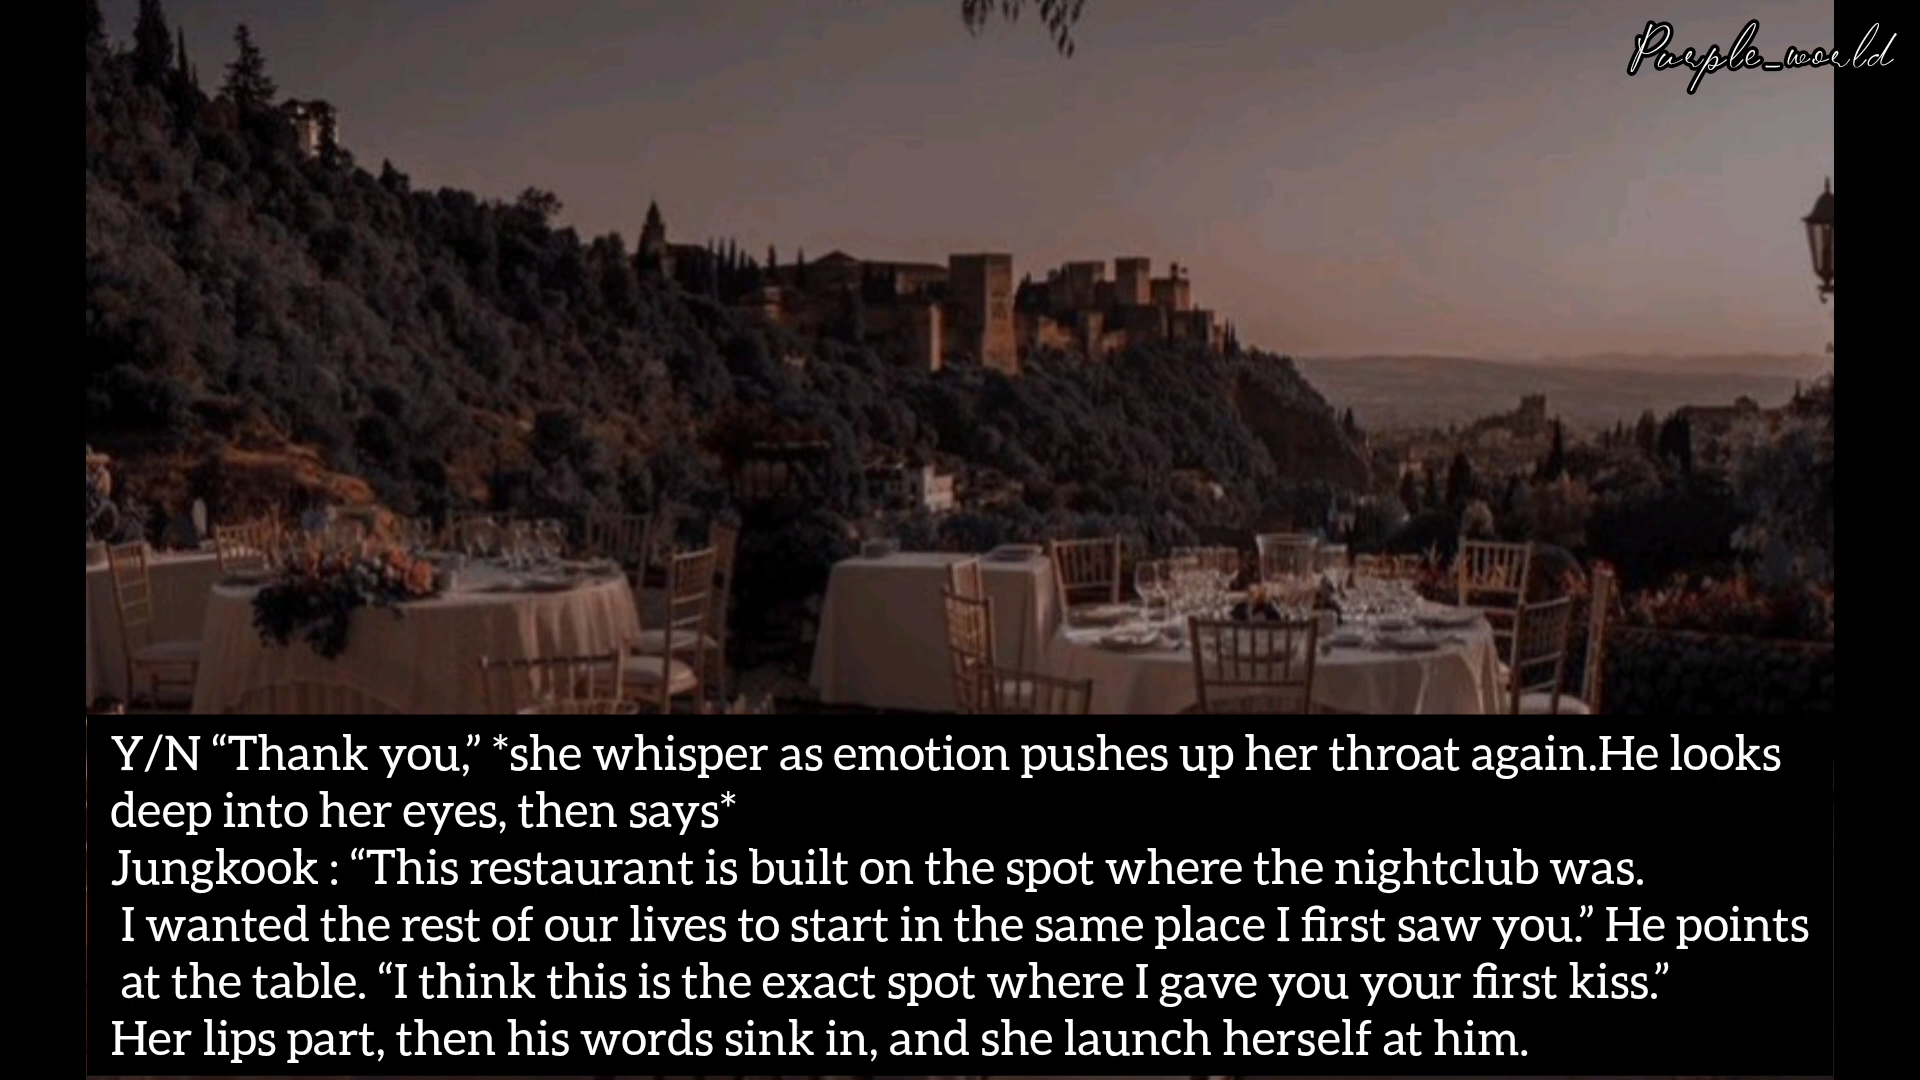 Purple_world
Y/N “Thank you,” *she whisper as emotion pushes up her throat again.He looks
deep into her eyes, then says*
Jungkook : “This restaurant is built on the spot where the nightclub was.
I wanted the rest of our lives to start in the same place I first saw you.” He points
at the table. “I think this is the exact spot where I gave you your first kiss.”
Her lips part, then his words sink in, and she launch herself at him.